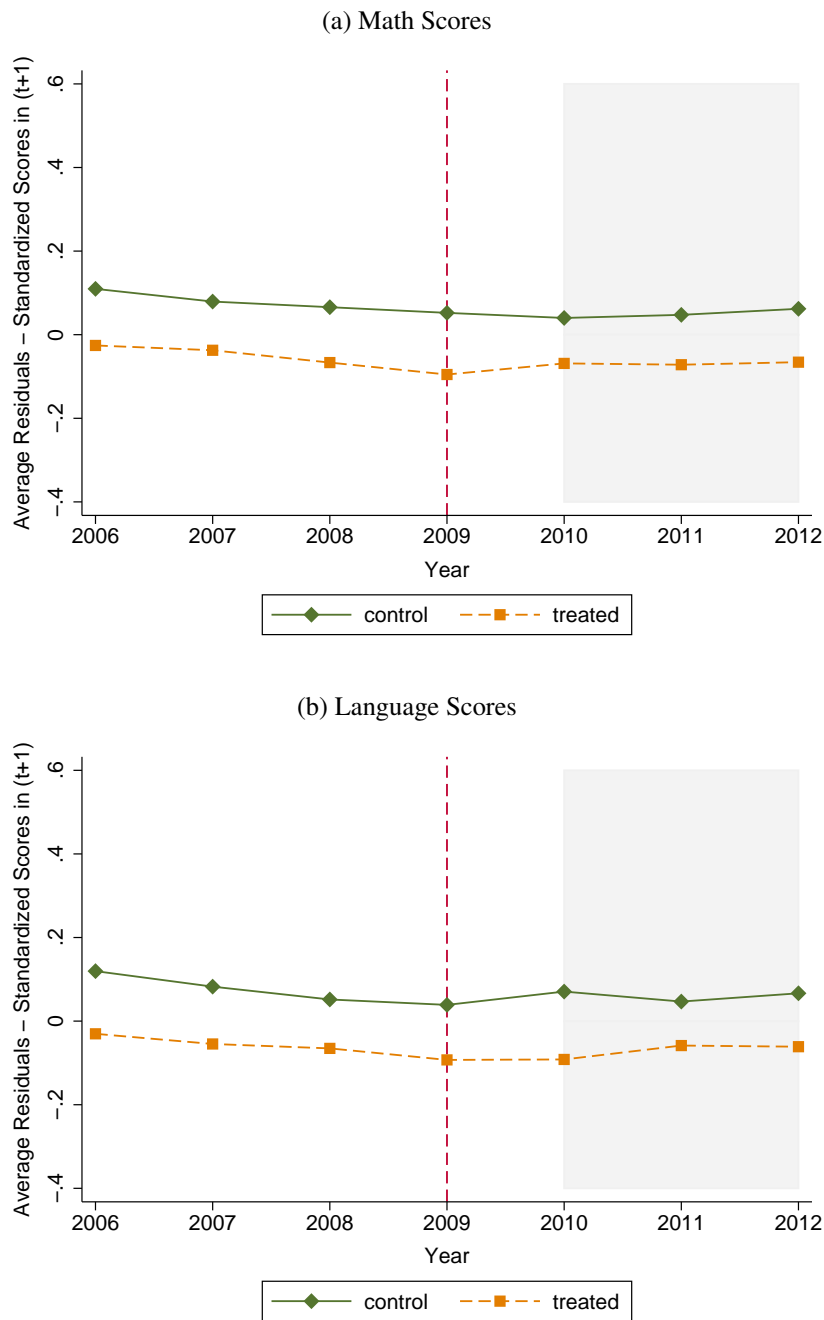 (a) Math Scores
Average Residuals – Standardized Scores in (t+1)
.6
.4
.2
0
−.2
−.4
2006 2007 2008 2009 2010 2011 2012
Year
control treated
(b) Language Scores
Average Residuals – Standardized Scores in (t+1)
.6
.4
.2
0
−.2
−.4
2006 2007 2008 2009 2010 2011 2012
Year
control treated